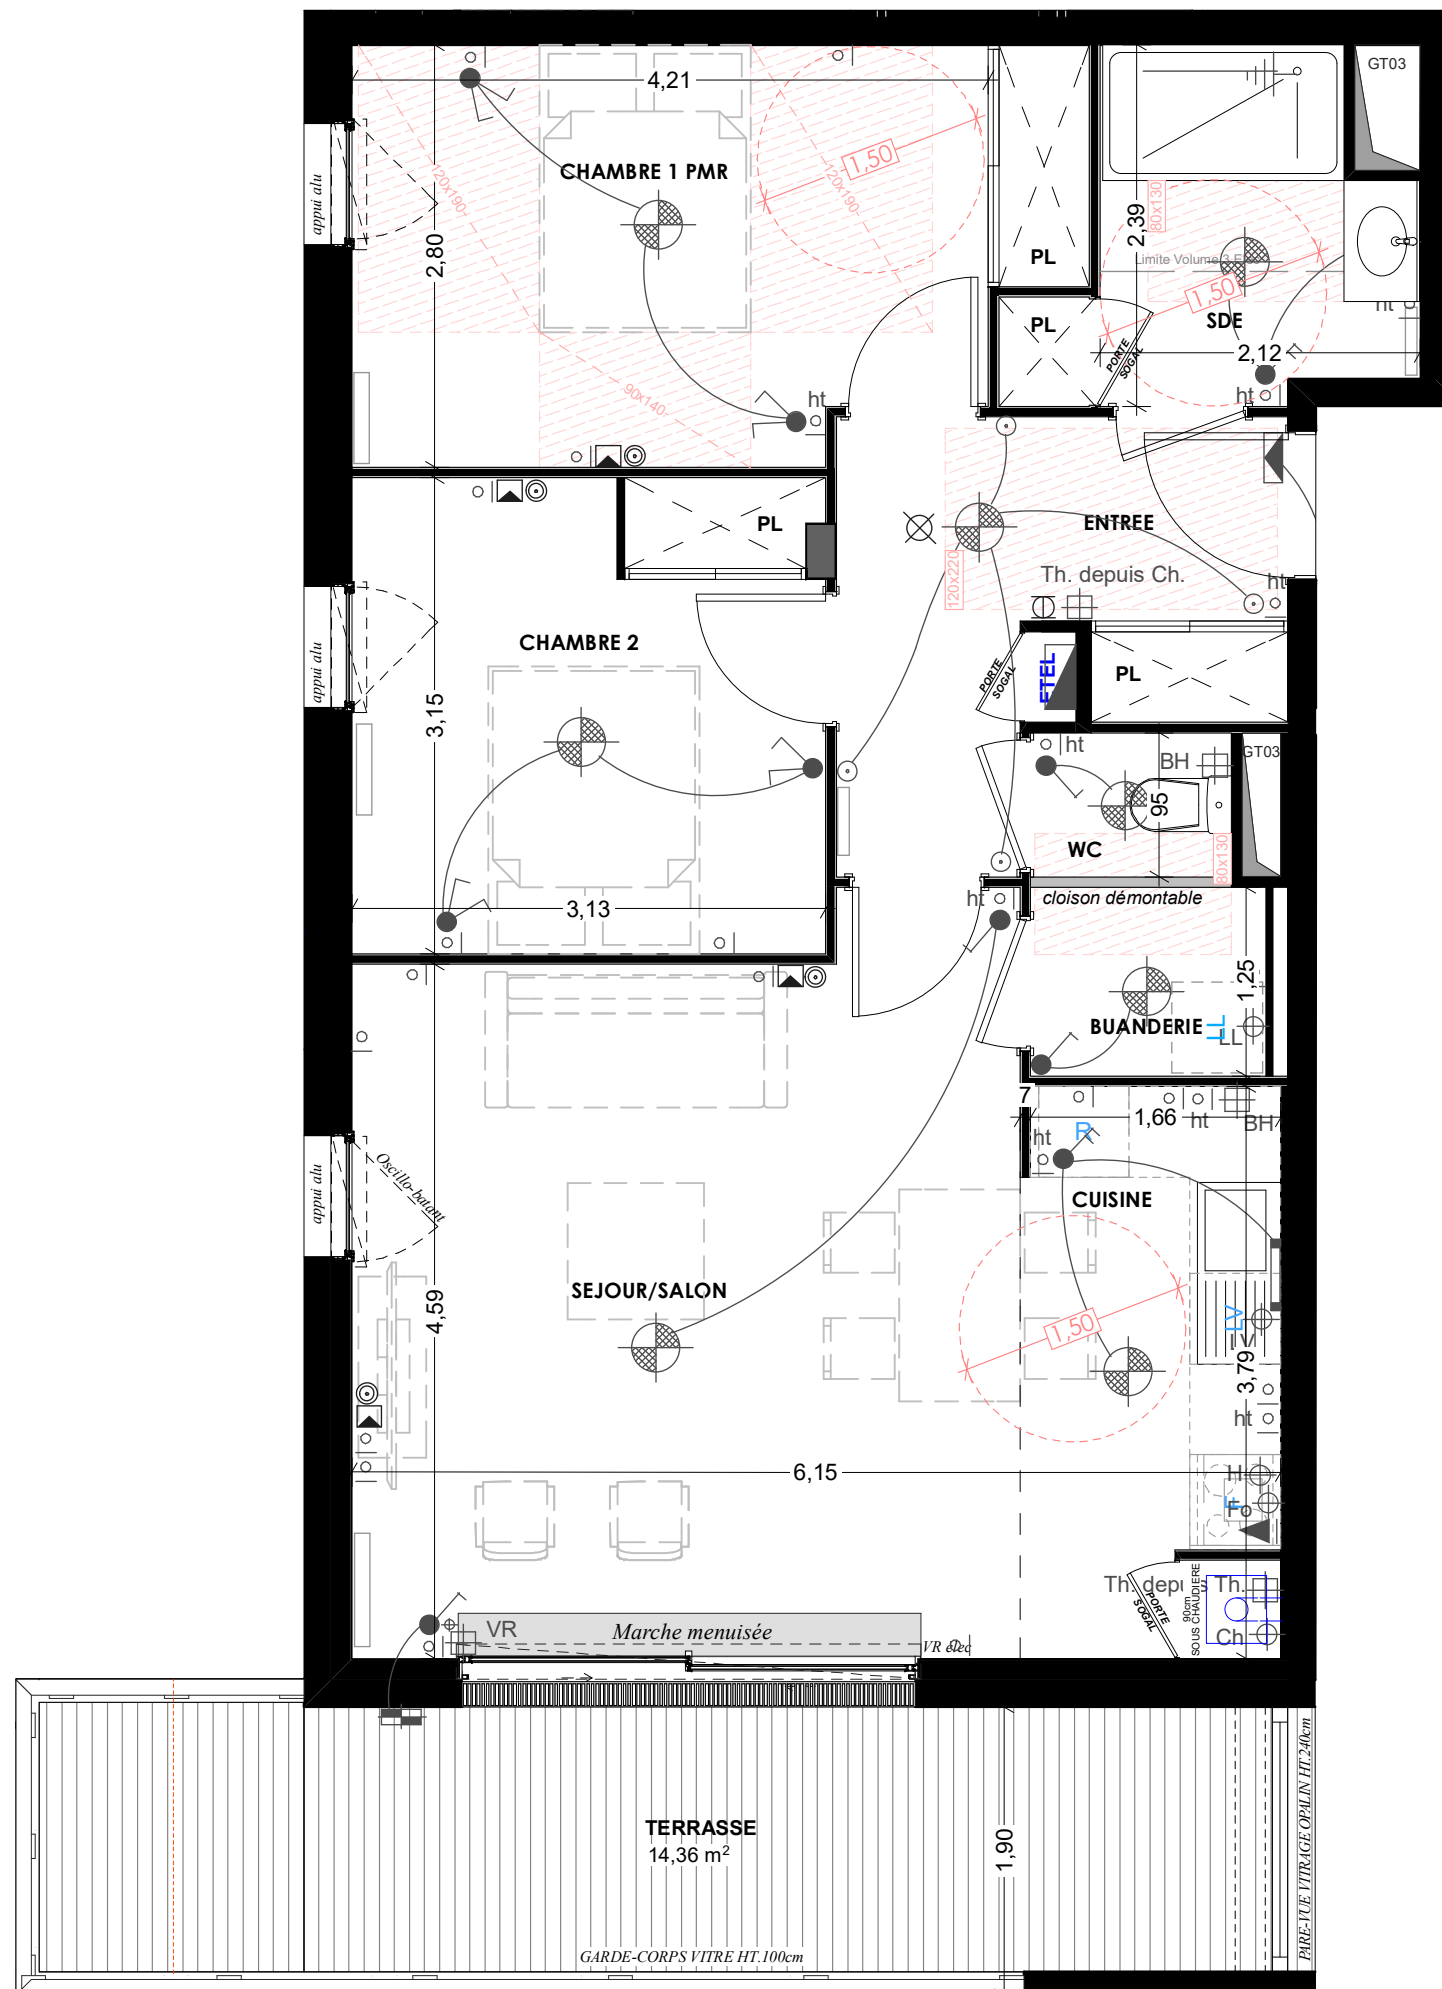 GT03
4,21
CHAMBRE 1 PMR
1,50
120x190
120x190
appui alu
2,80
2,39
80x130
Limite Volume 3 E
1,50
PL
PL
SDE
ht
2,12
PORTE
SOGAL
90x140
ht
ht
PL
ENTREE
120x220
Th. depuis Ch.
ht
CHAMBRE 2
appui alu
3,15
PORTE
SOGAL
ETEL
PL
ht
BH
GT03
95
WC
80x130
cloison démontable
ht
3,13
1,25
BUANDERIE
LL
LL
7
1,66
ht
BH
ht
R
CUISINE
appui alu
Oscillo-batant
SEJOUR/SALON
4,59
1,50
LV
LV
3,79
ht
6,15
H
F
Fo
Th. depuis Th.
PORTE
SOGAL
90cm
SOUS CHAUDIERE
Ch
VR
Marche menuisée
VR élec
TERRASSE
14,36 m²
1,90
PARE-VUE VITRAGE OPALIN HT.240cm
GARDE-CORPS VITRE HT.100cm